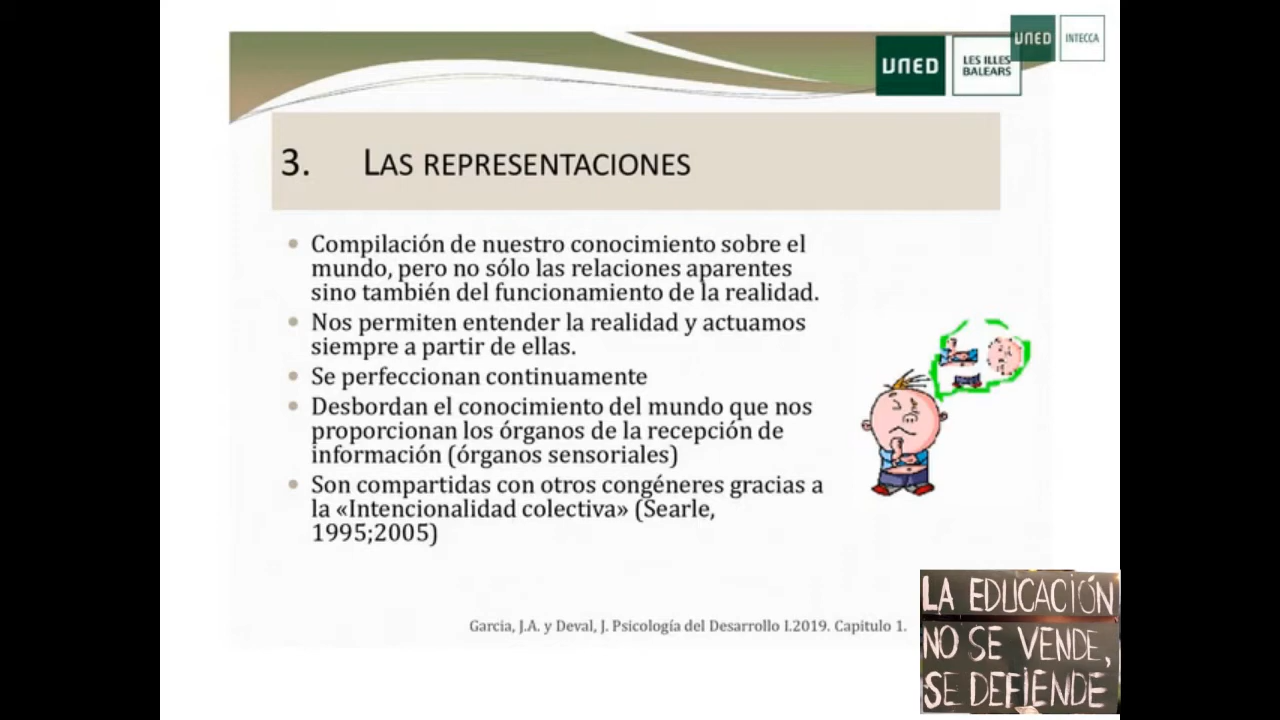 UNED
INTECCA
UNED
LES ILLES
BALEARS
3. LAS REPRESENTACIONES
• Compilación de nuestro conocimiento sobre el
mundo, pero no sólo las relaciones aparentes
sino también del funcionamiento de la realidad.
• Nos permiten entender la realidad y actuamos
siempre a partir de ellas.
• Se perfeccionan continuamente
• Desbordan el conocimiento del mundo que nos
proporcionan los órganos de la recepción de
información (órganos sensoriales)
• Son compartidas con otros congéneres gracias a
la «Intencionalidad colectiva» (Searle,
1995;2005)
Garcia, J.A. y Deval, J. Psicología del Desarrollo I.2019. Capitulo 1.
LA EDUCACIÓN
NO SE VENDE,
SE DEFIENDE